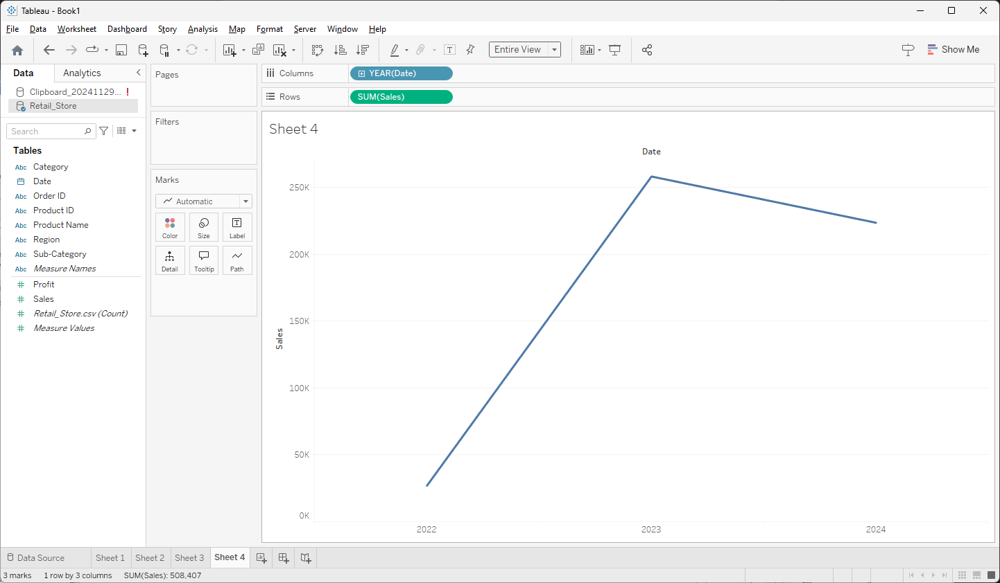 Tableau - Book1
File Data Worksheet Dashboard Story Analysis Map Format Server Window Help
Entire View
Show Me
Data Analytics
Clipboard_20241129... !
Retail_Store
Search
Tables
Abc Category
Date
Abc Order ID
Abc Product ID
Abc Product Name
Abc Region
Abc Sub-Category
Abc Measure Names
# Profit
# Sales
# Retail_Store.csv (Count)
# Measure Values
Pages
Filters
Marks
Automatic
Color Size Label
Detail Tooltip Path
Columns YEAR(Date)
Rows SUM(Sales)
Sheet 4
Date
250K
200K
150K
Sales
100K
50K
0K
2022 2023 2024
Data Source Sheet 1 Sheet 2 Sheet 3 Sheet 4
3 marks 1 row by 3 columns SUM(Sales): 508,407